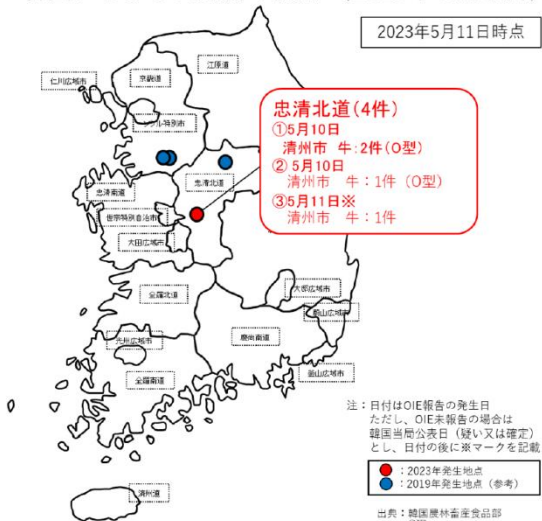 2023年5月11日時点
江原道
京畿道
仁川広域市
ソウル特別市
忠清北道(4件)
①5月10日
清州市 牛:2件(O型)
② 5月10日
清州市 牛:1件(O型)
③5月11日※
清州市 牛:1件
忠清北道
忠清南道
世宗特別自治市
大田広域市
全羅北道
大邱広域市
光州広域市
慶尚南道
釜山広域市
全羅南道
済州道
注:日付はOIE報告の発生日
ただし、OIE未報告の場合は
韓国当局公表日(疑い又は確定)
とし、日付の後に※マークを記載
:2023年発生地点
:2019年発生地点(参考)
出典:韓国農林畜産食品部